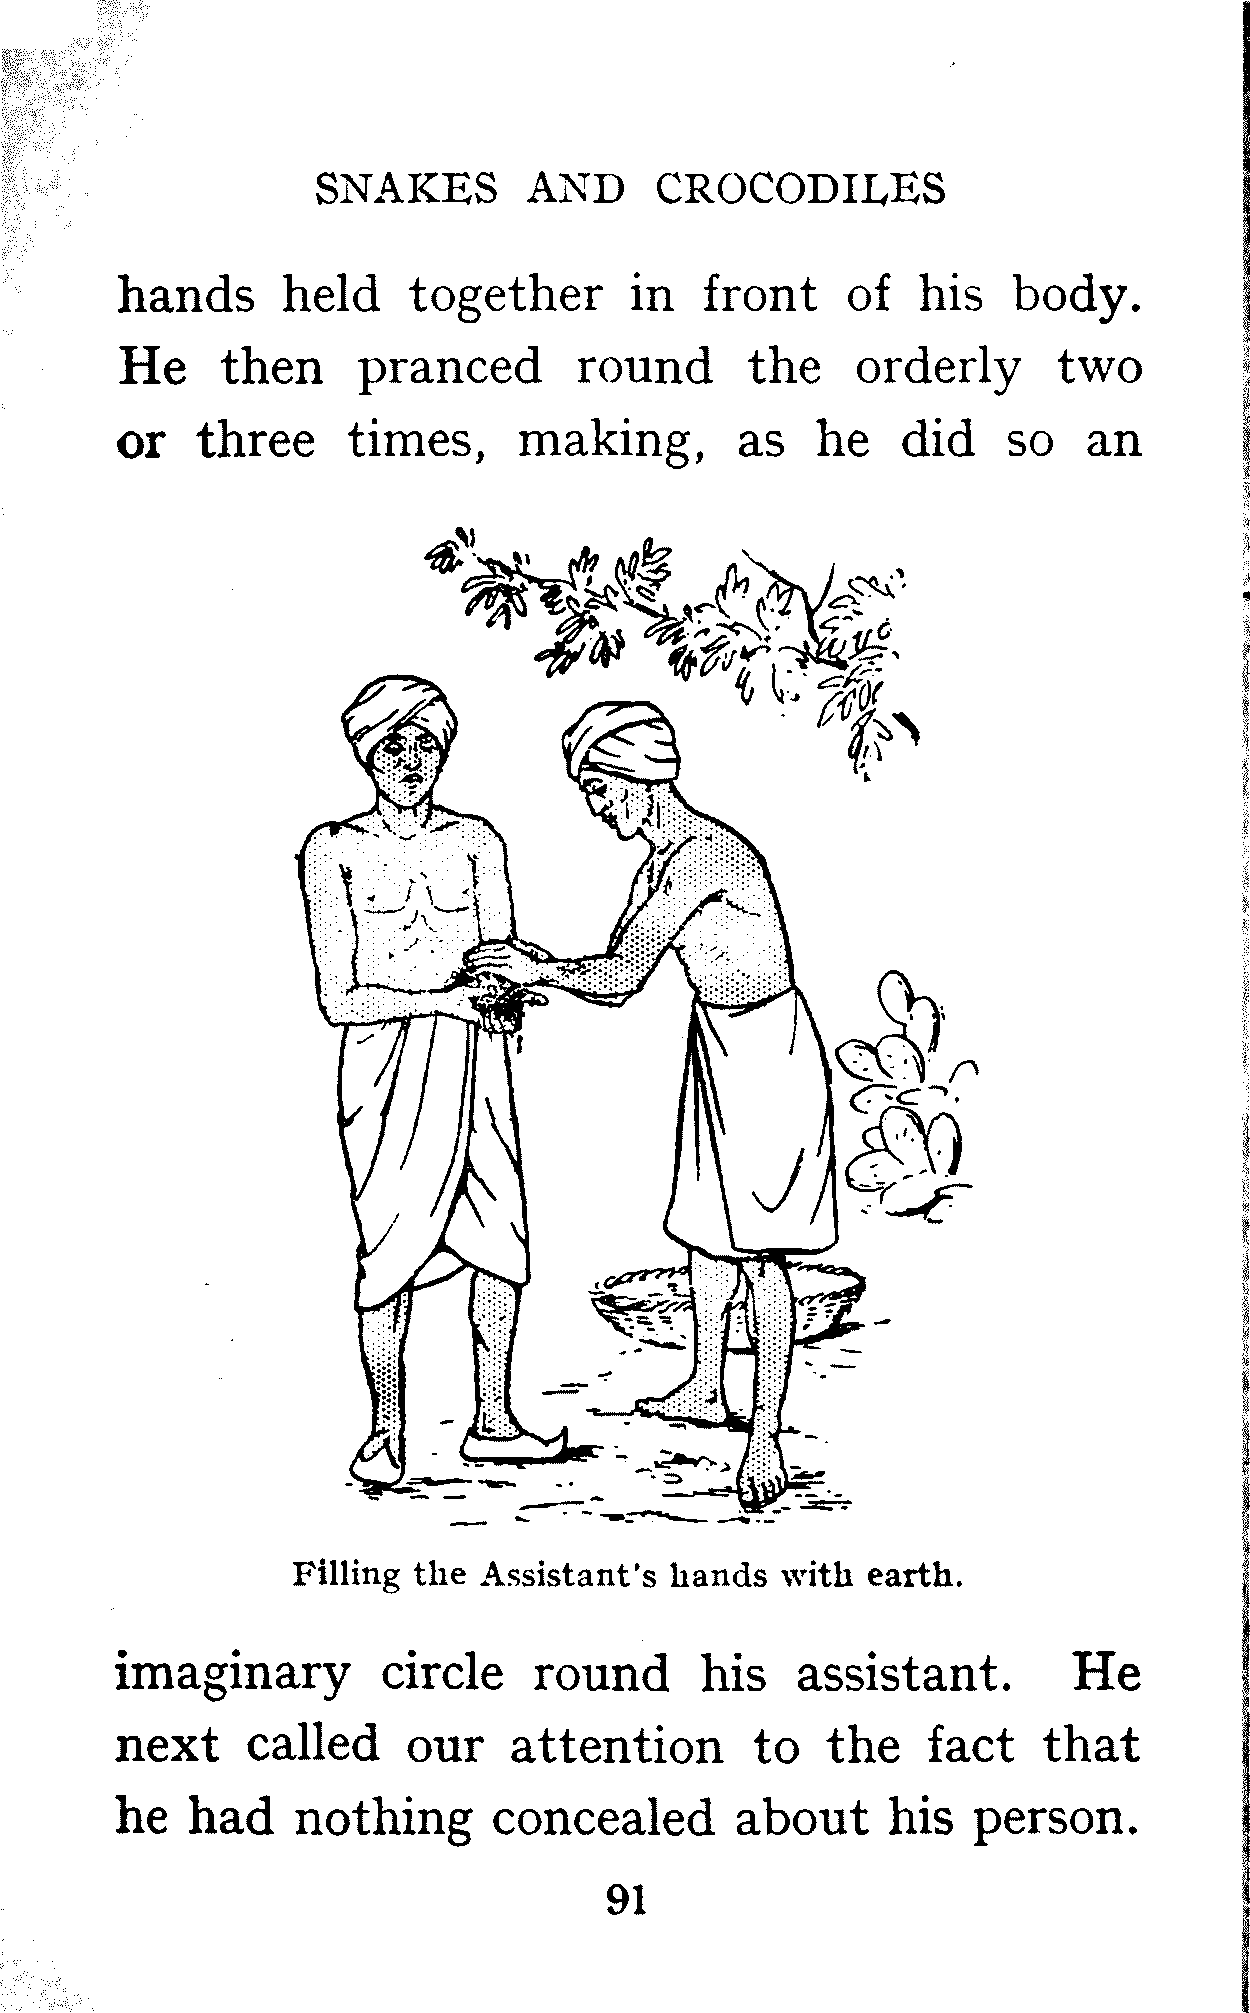 SNAKES AND CROCODILES
hands held together in front of his body.
He then pranced round the orderly two
or three times, making, as he did so an
Filling the Assistant's hands with earth.
imaginary circle round his assistant. He
next called our attention to the fact that
he had nothing concealed about his person.
91